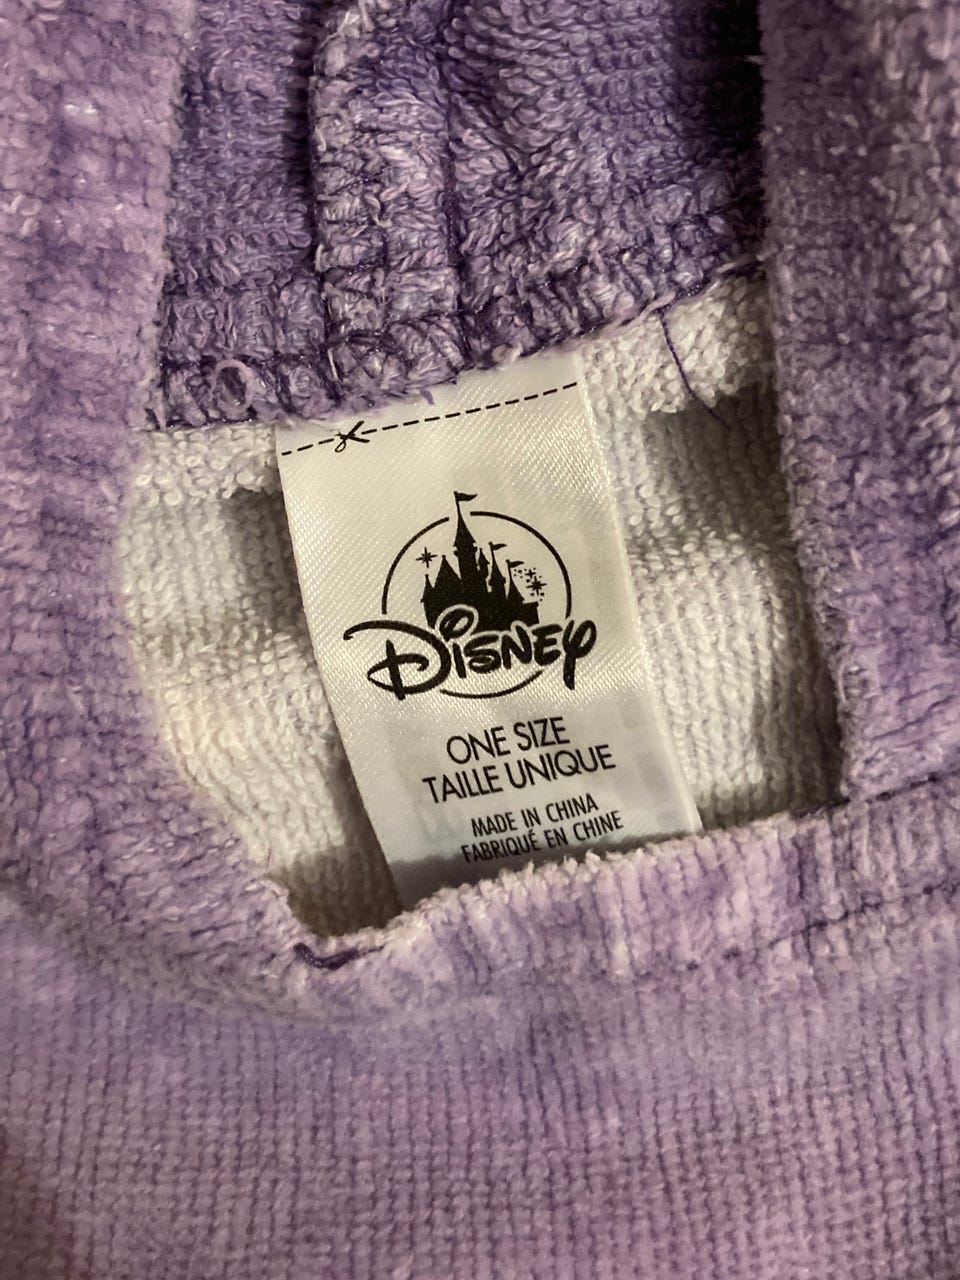 Disney
ONE SIZE
TAILLE UNIQUE
MADE IN CHINA
FABRIQUÉ EN CHINE